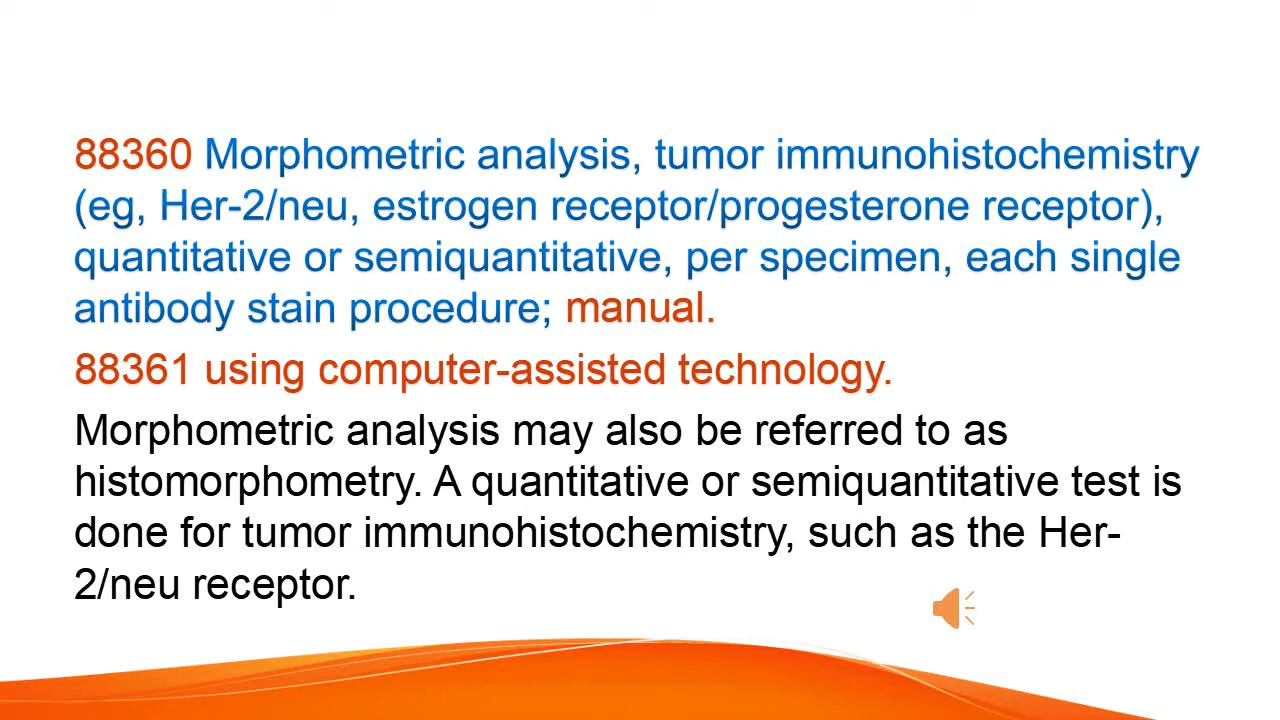 88360 Morphometric analysis, tumor immunohistochemistry
(eg, Her-2/neu, estrogen receptor/progesterone receptor),
quantitative or semiquantitative, per specimen, each single
antibody stain procedure; manual.
88361 using computer-assisted technology.
Morphometric analysis may also be referred to as
histomorphometry. A quantitative or semiquantitative test is
done for tumor immunohistochemistry, such as the Her-
2/neu receptor.